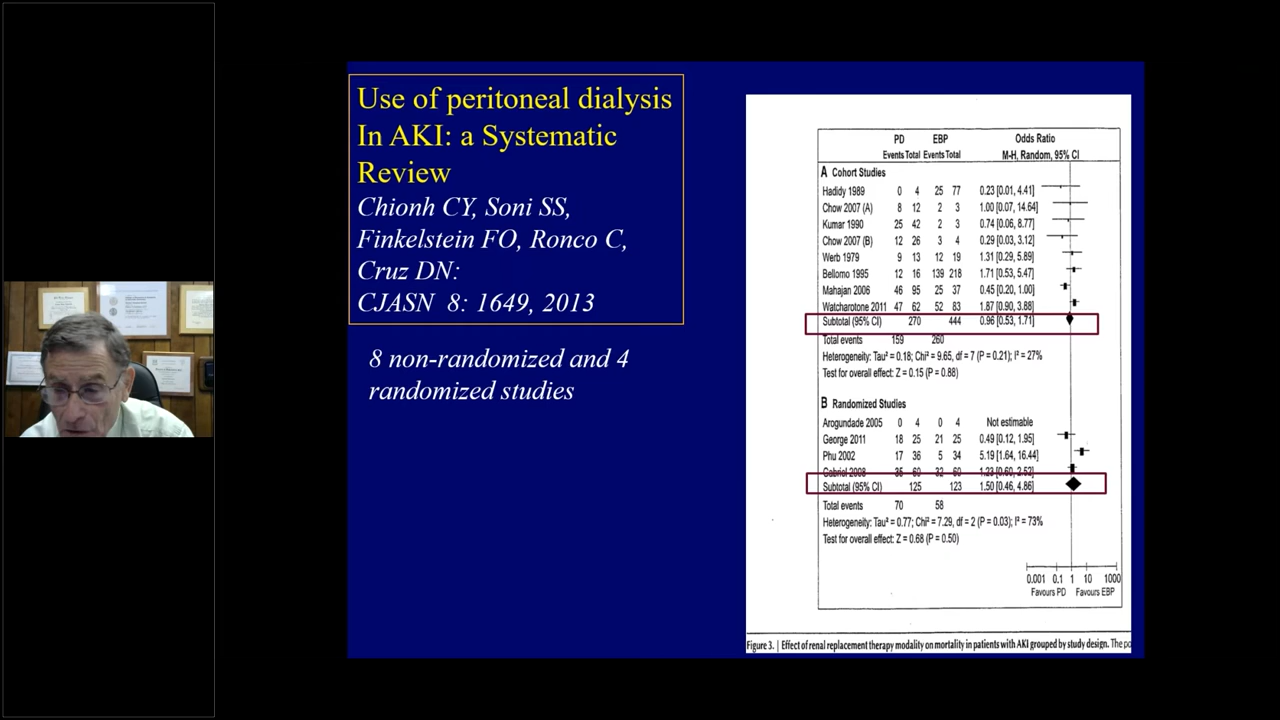 Use of peritoneal dialysis
In AKI: a Systematic
Review
Chionh CY, Soni SS,
Finkelstein FO, Ronco C,
Cruz DN:
CJASN 8: 1649, 2013
8 non-randomized and 4
randomized studies
PD EBP Odds Ratio
Events Total Events Total M-H, Random, 95% CI
A Cohort Studies
Hadidy 1989 0 4 25 77 0.23 [0.01, 4.41]
Chow 2007 (A) 8 12 2 3 1.00 [0.07, 14.64]
Kumar 1990 25 42 2 3 0.74 [0.06, 8.77]
Chow 2007 (B) 12 26 3 4 0.29 [0.03, 3.12]
Werb 1979 9 13 12 19 1.31 [0.29, 5.89]
Bellomo 1995 12 16 139 218 1.71 [0.53, 5.47]
Mahajan 2006 46 95 25 37 0.45 [0.20, 1.00]
Watcharotone 2011 47 62 52 83 1.87 [0.90, 3.88]
Subtotal (95% CI) 270 444 0.96 [0.53, 1.71]
Total events 159 260
Heterogeneity: Tau² = 0.18; Chi² = 9.65, df = 7 (P = 0.21); I² = 27%
Test for overall effect: Z = 0.15 (P = 0.88)
B Randomized Studies
Arogundade 2005 0 4 0 4 Not estimable
George 2011 18 25 21 25 0.49 [0.12, 1.95]
Phu 2002 17 36 5 34 5.19 [1.64, 16.44]
Gabriel 2008 35 60 32 60 1.23 [0.60, 2.52]
Subtotal (95% CI) 125 123 1.50 [0.46, 4.86]
Total events 70 58
Heterogeneity: Tau² = 0.77; Chi² = 7.29, df = 2 (P = 0.03); I² = 73%
Test for overall effect: Z = 0.68 (P = 0.50)
0.001 0.1 1 10 1000
Favours PD Favours EBP
Figure 3. | Effect of renal replacement therapy modality on mortality in patients with AKI grouped by study design. The po